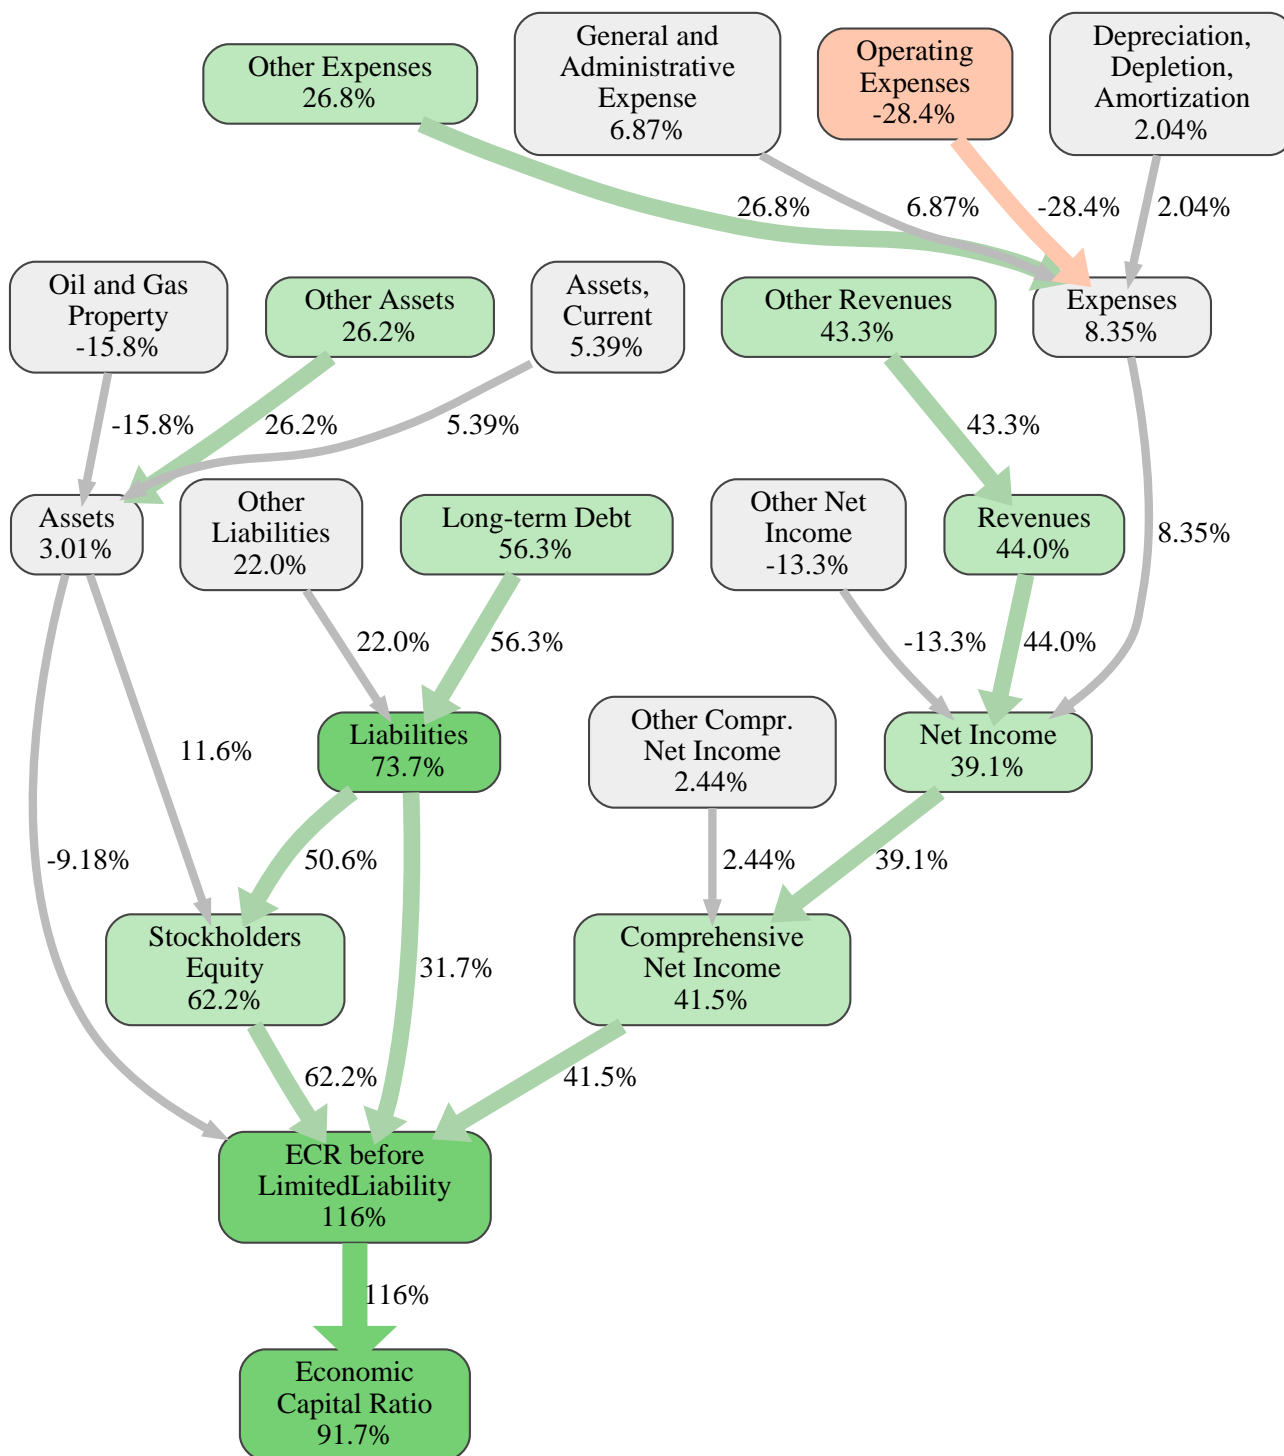 Other Expenses
26.8%
General and
Administrative
Expense
6.87%
Operating
Expenses
-28.4%
Depreciation,
Depletion,
Amortization
2.04%
26.8%
6.87%
-28.4%
2.04%
Oil and Gas
Property
-15.8%
Other Assets
26.2%
Assets,
Current
5.39%
Other Revenues
43.3%
Expenses
8.35%
-15.8%
26.2%
5.39%
43.3%
Assets
3.01%
Other
Liabilities
22.0%
Long-term Debt
56.3%
Other Net
Income
-13.3%
Revenues
44.0%
8.35%
22.0%
56.3%
-13.3%
44.0%
11.6%
Liabilities
73.7%
Other Compr.
Net Income
2.44%
Net Income
39.1%
-9.18%
50.6%
2.44%
39.1%
Stockholders
Equity
62.2%
31.7%
Comprehensive
Net Income
41.5%
62.2%
41.5%
ECR before
LimitedLiability
116%
116%
Economic
Capital Ratio
91.7%